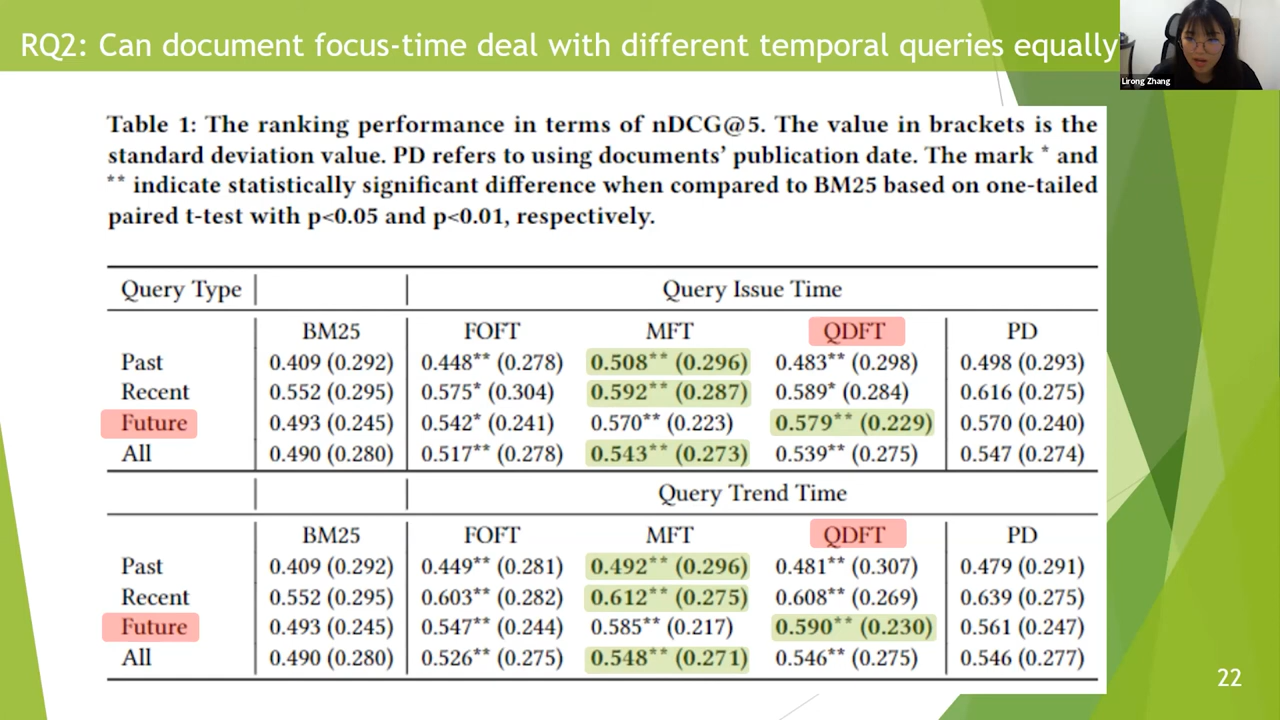 RQ2: Can document focus-time deal with different temporal queries equally
Lirong Zhang
Table 1: The ranking performance in terms of nDCG@5. The value in brackets is the
standard deviation value. PD refers to using documents' publication date. The mark * and
** indicate statistically significant difference when compared to BM25 based on one-tailed
paired t-test with p<0.05 and p<0.01, respectively.
Query Type Query Issue Time
BM25 FOFT MFT QDFT PD
Past 0.409 (0.292) 0.448** (0.278) 0.508** (0.296) 0.483** (0.298) 0.498 (0.293)
Recent 0.552 (0.295) 0.575* (0.304) 0.592** (0.287) 0.589* (0.284) 0.616 (0.275)
Future 0.493 (0.245) 0.542* (0.241) 0.570** (0.223) 0.579** (0.229) 0.570 (0.240)
All 0.490 (0.280) 0.517** (0.278) 0.543** (0.273) 0.539** (0.275) 0.547 (0.274)
Query Trend Time
BM25 FOFT MFT QDFT PD
Past 0.409 (0.292) 0.449** (0.281) 0.492** (0.296) 0.481** (0.307) 0.479 (0.291)
Recent 0.552 (0.295) 0.603** (0.282) 0.612** (0.275) 0.608** (0.269) 0.639 (0.275)
Future 0.493 (0.245) 0.547** (0.244) 0.585** (0.217) 0.590** (0.230) 0.561 (0.247)
All 0.490 (0.280) 0.526** (0.275) 0.548** (0.271) 0.546** (0.275) 0.546 (0.277)
22